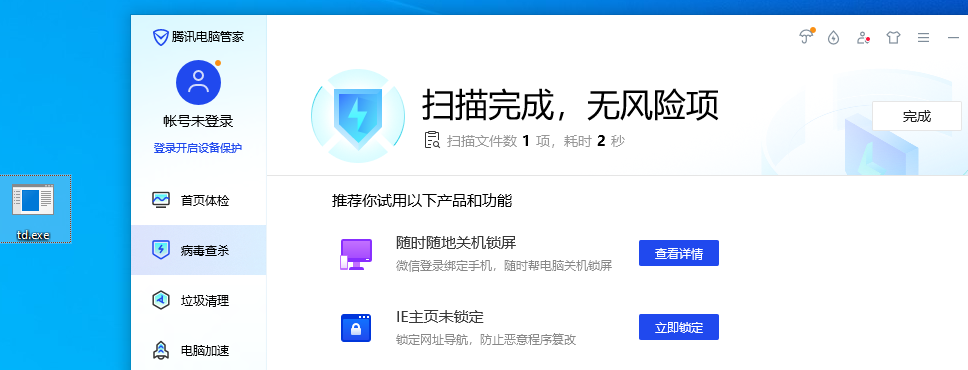 腾讯电脑管家
帐号未登录
登录开启设备保护
td.exe
首页体检
病毒查杀
垃圾清理
电脑加速
扫描完成，无风险项
扫描文件数 1 项，耗时 2 秒
完成
推荐你试用以下产品和功能
随时随地关机锁屏
微信登录绑定手机，随时帮电脑关机锁屏
查看详情
IE主页未锁定
锁定网址导航，防止恶意程序篡改
立即锁定